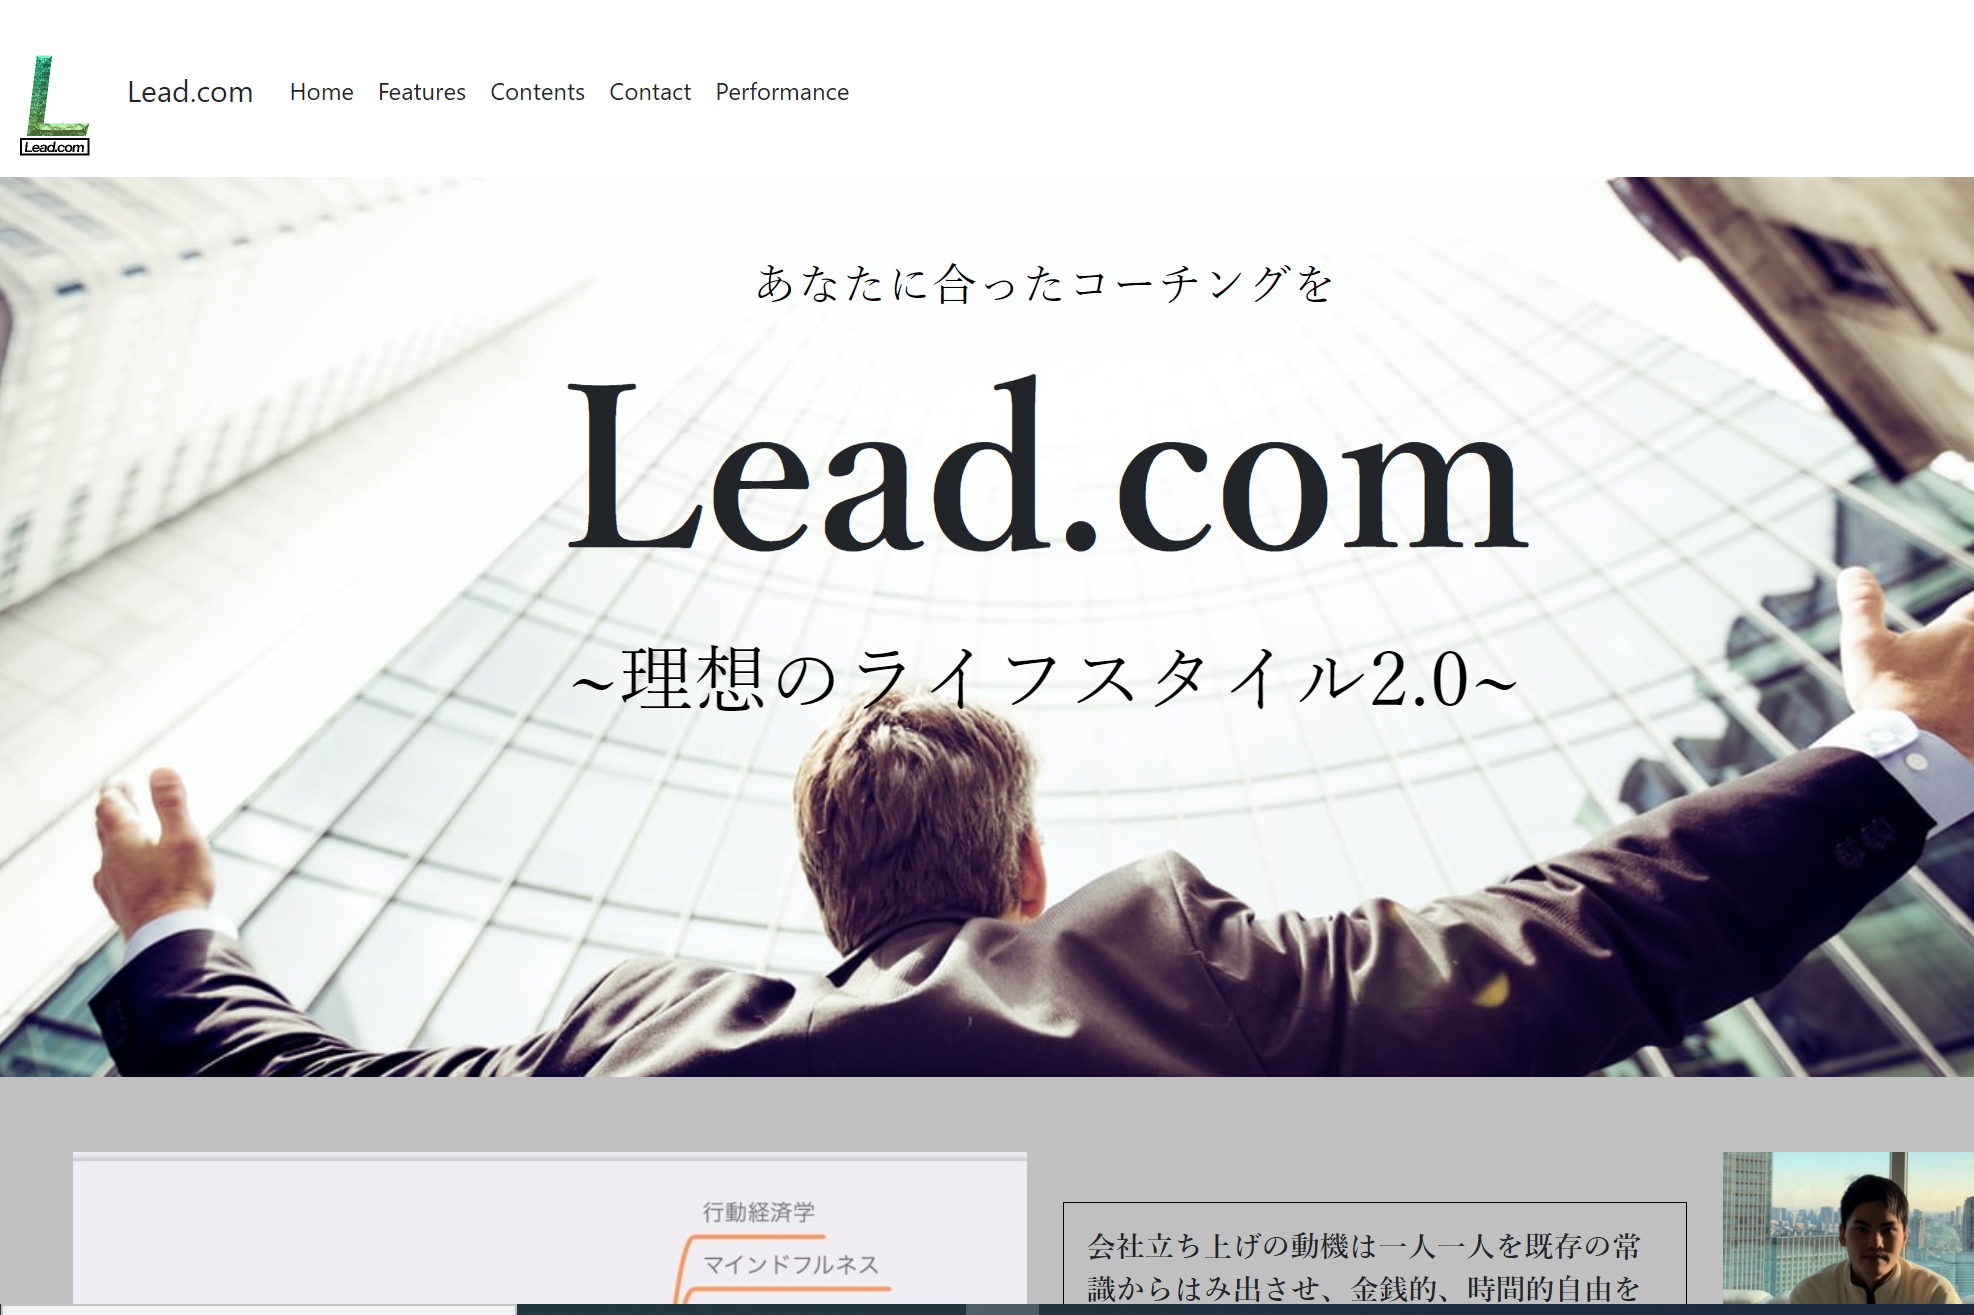 Lead.com
Lead.com Home Features Contents Contact Performance
あなたに合ったコーチングを
Lead.com
~理想のライフスタイル2.0~
行動経済学
マインドフルネス
会社立ち上げの動機は一人一人を既存の常
識からはみ出させ、金銭的、時間的自由を